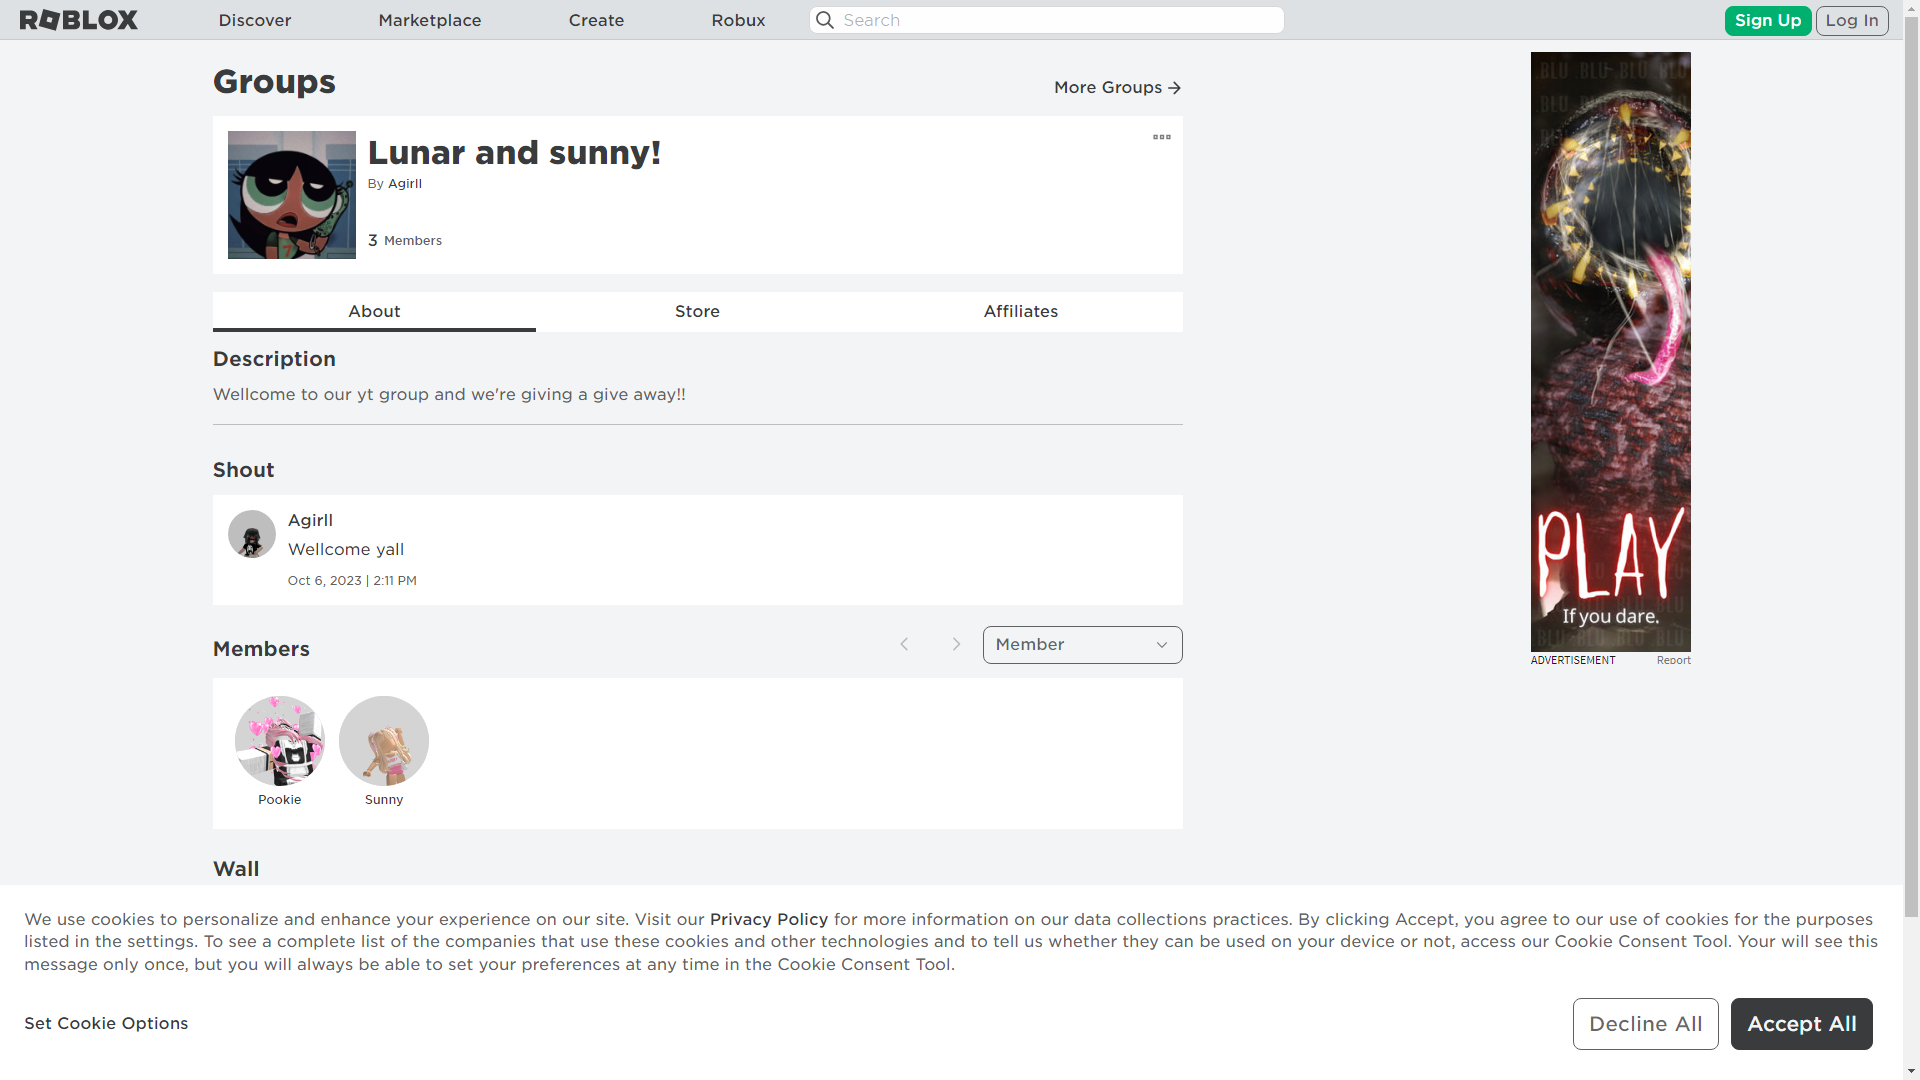 ROBLOX
Discover
Marketplace
Create
Robux
Search
Sign Up
Log In
Groups
More Groups
Lunar and sunny!
By Agirll
3 Members
About
Store
Affiliates
Description
Wellcome to our yt group and we're giving a give away!!
Shout
Agirll
Wellcome yall
Oct 6, 2023 | 2:11 PM
Members
Member
Pookie
Sunny
Wall
PLAY
If you dare.
ADVERTISEMENT
Report
We use cookies to personalize and enhance your experience on our site. Visit our Privacy Policy for more information on our data collections practices. By clicking Accept, you agree to our use of cookies for the purposes
listed in the settings. To see a complete list of the companies that use these cookies and other technologies and to tell us whether they can be used on your device or not, access our Cookie Consent Tool. Your will see this
message only once, but you will always be able to set your preferences at any time in the Cookie Consent Tool.
Set Cookie Options
Decline All
Accept All